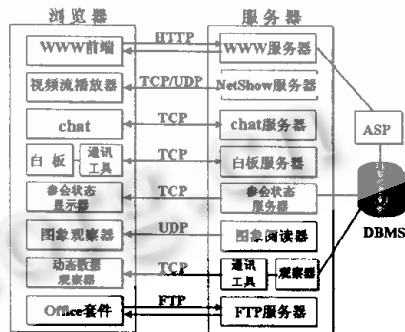 浏览器 服务器
WWW前端 HTTP WWW服务器
视频流播放器 TCP/UDP NetShow服务器
chat TCP chat服务器
ASP
白板 通讯工具 TCP 白板服务器
参会状态显示器 TCP 参会状态服务器
DBMS
图象观察器 UDP 图象阅读器
动态数据观察器 TCP 通讯工具 观察器
Office套件 FTP FTP服务器